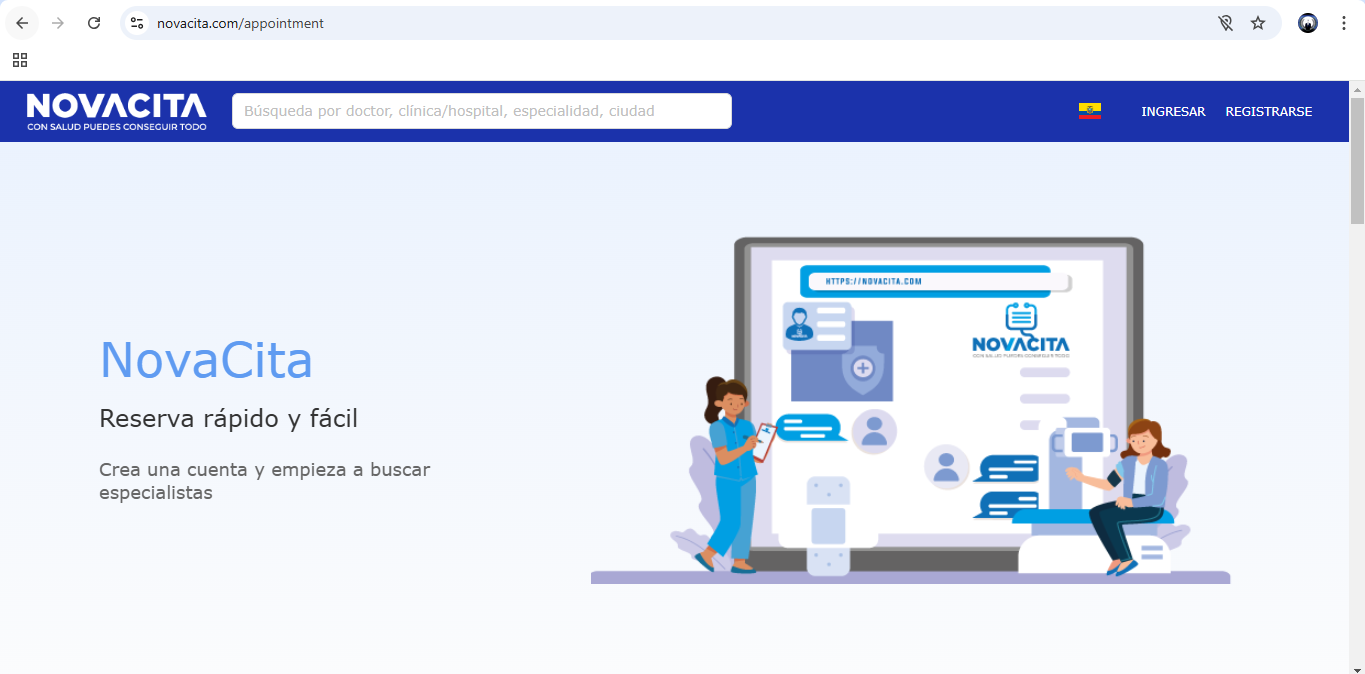 novacita.com/appointment
NOVACITA
CON SALUD PUEDES CONSEGUIR TODO
Búsqueda por doctor, clínica/hospital, especialidad, ciudad
INGRESAR
REGISTRARSE
NovaCita
Reserva rápido y fácil
Crea una cuenta y empieza a buscar
especialistas
HTTPS://NOVACITA.COM
NOVACITA
CON SALUD PUEDES CONSEGUIR TODO